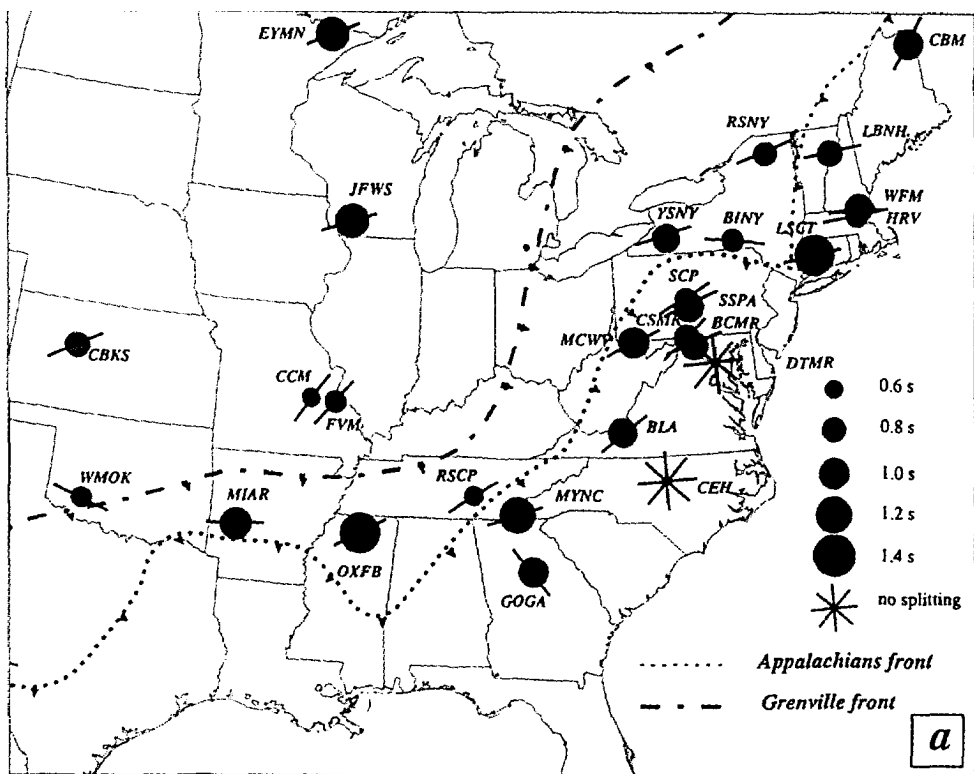 EYMN
CBM
RSNY
LBNH
JFWS
WFM
HRV
YSNY
BINY
LSCT
SCP
SSPA
CSMR
BCMR
MCWV
DTMR
CBKS
CCM
FVM
0.6 s
0.8 s
BLA
WMOK
MIAR
RSCP
MYNC
CEH
1.0 s
1.2 s
1.4 s
OXFB
GOGA
no splitting
Appalachians front
Grenville front
a